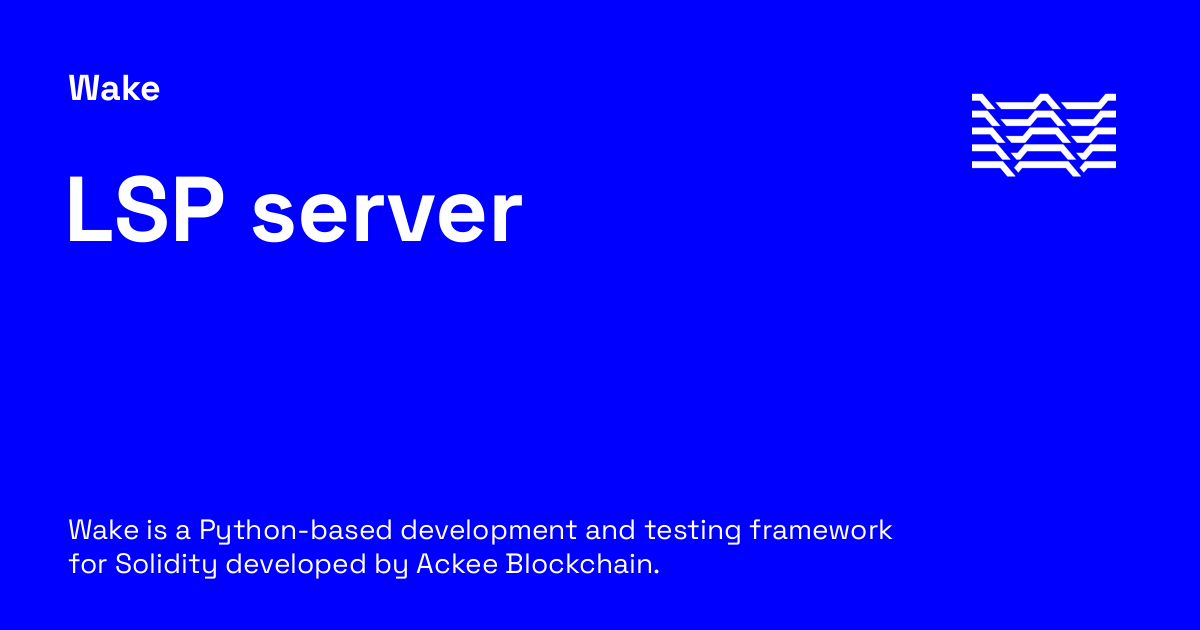 Wake
LSP server
Wake is a Python-based development and testing framework
for Solidity developed by Ackee Blockchain.